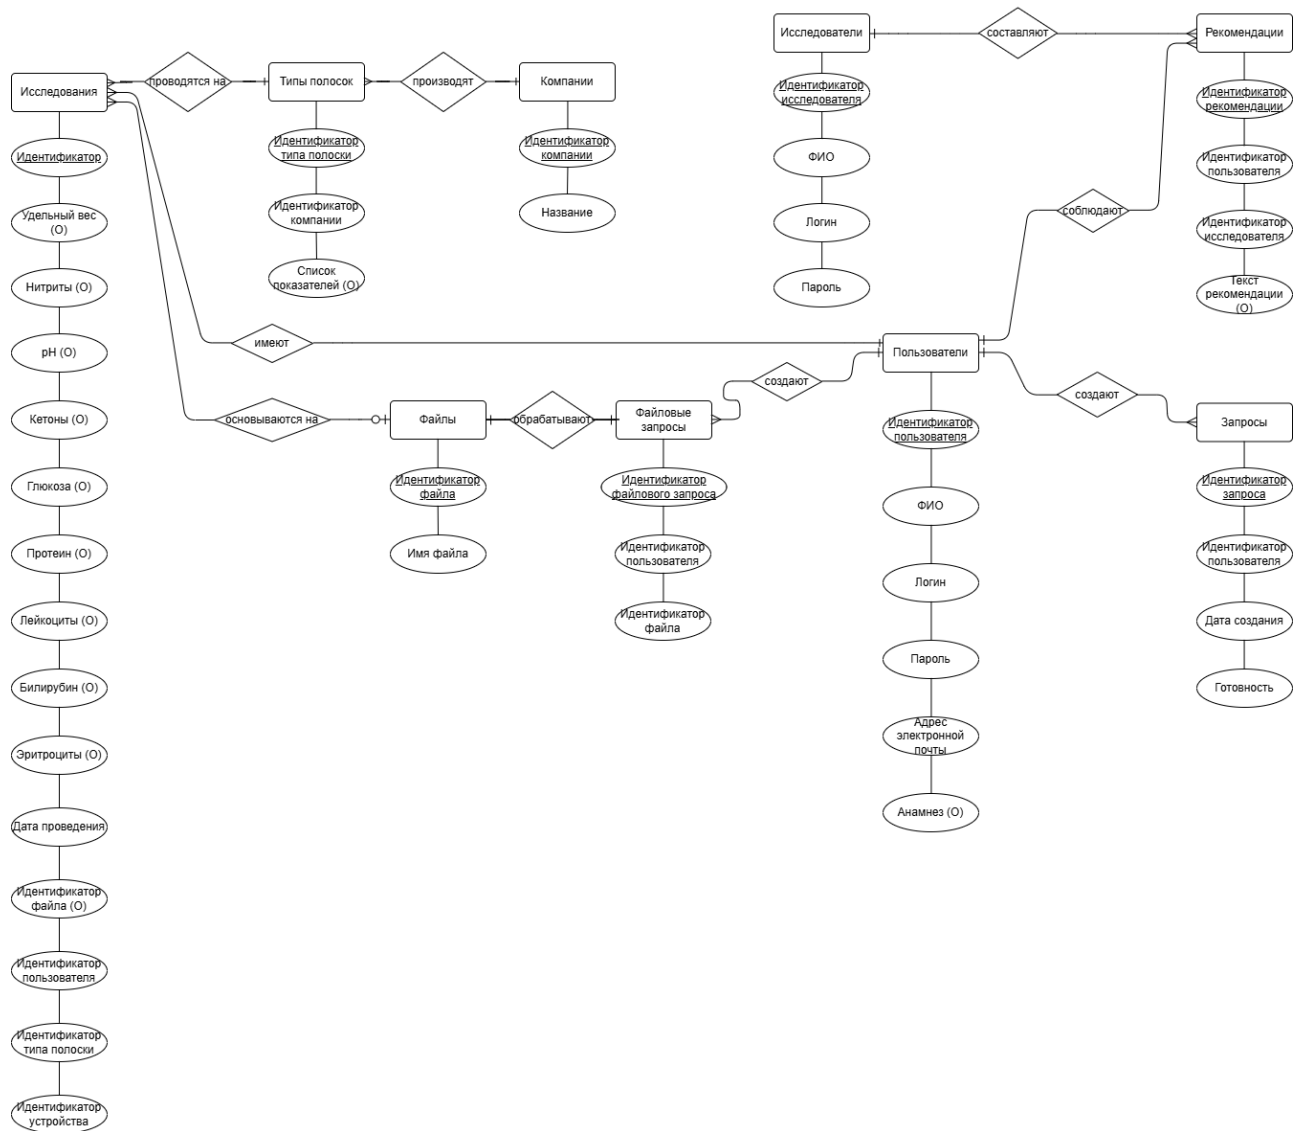 Исследования
Идентификатор
Удельный вес
(О)
Нитриты (О)
pH (О)
Кетоны (О)
Глюкоза (О)
Протеин (О)
Лейкоциты (О)
Билирубин (О)
Эритроциты (О)
Дата проведения
Идентификатор
файла (О)
Идентификатор
пользователя
Идентификатор
типа полоски
Идентификатор
устройства
проводятся на
Типы полосок
Идентификатор
типа полоски
Идентификатор
компании
Список
показателей (О)
производят
Компании
Идентификатор
компании
Название
имеют
основываются на
Файлы
Идентификатор
файла
Имя файла
обрабатывают
Файловые
запросы
Идентификатор
файлового запроса
Идентификатор
пользователя
Идентификатор
файла
создают
Исследователи
Идентификатор
исследователя
ФИО
Логин
Пароль
составляют
Рекомендации
Идентификатор
рекомендации
Идентификатор
пользователя
Идентификатор
исследователя
Текст
рекомендации
(О)
соблюдают
Пользователи
Идентификатор
пользователя
ФИО
Логин
Пароль
Адрес
электронной
почты
Анамнез (О)
создают
Запросы
Идентификатор
запроса
Идентификатор
пользователя
Дата создания
Готовность